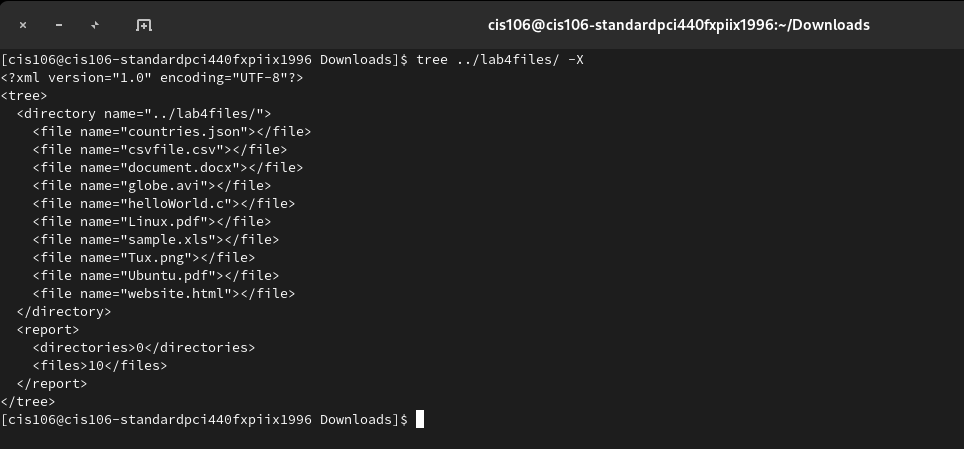 cis106@cis106-standardpci440fxpiix1996:~/Downloads
[cis106@cis106-standardpci440fxpiix1996 Downloads]$ tree ../lab4files/ -X
<?xml version="1.0" encoding="UTF-8"?>
<tree>
  <directory name="../lab4files/">
    <file name="countries.json"></file>
    <file name="csvfile.csv"></file>
    <file name="document.docx"></file>
    <file name="globe.avi"></file>
    <file name="helloWorld.c"></file>
    <file name="Linux.pdf"></file>
    <file name="sample.xls"></file>
    <file name="Tux.png"></file>
    <file name="Ubuntu.pdf"></file>
    <file name="website.html"></file>
  </directory>
  <report>
    <directories>0</directories>
    <files>10</files>
  </report>
</tree>
[cis106@cis106-standardpci440fxpiix1996 Downloads]$